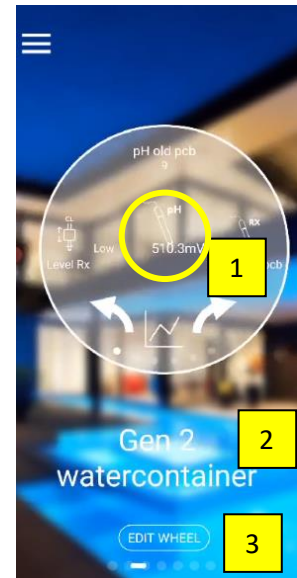 pH old pcb
9
pH
Rx
CL
Low
510.3mV
Level Rx
pcb
1
Gen 2
2
watercontainer
EDIT WHEEL
3